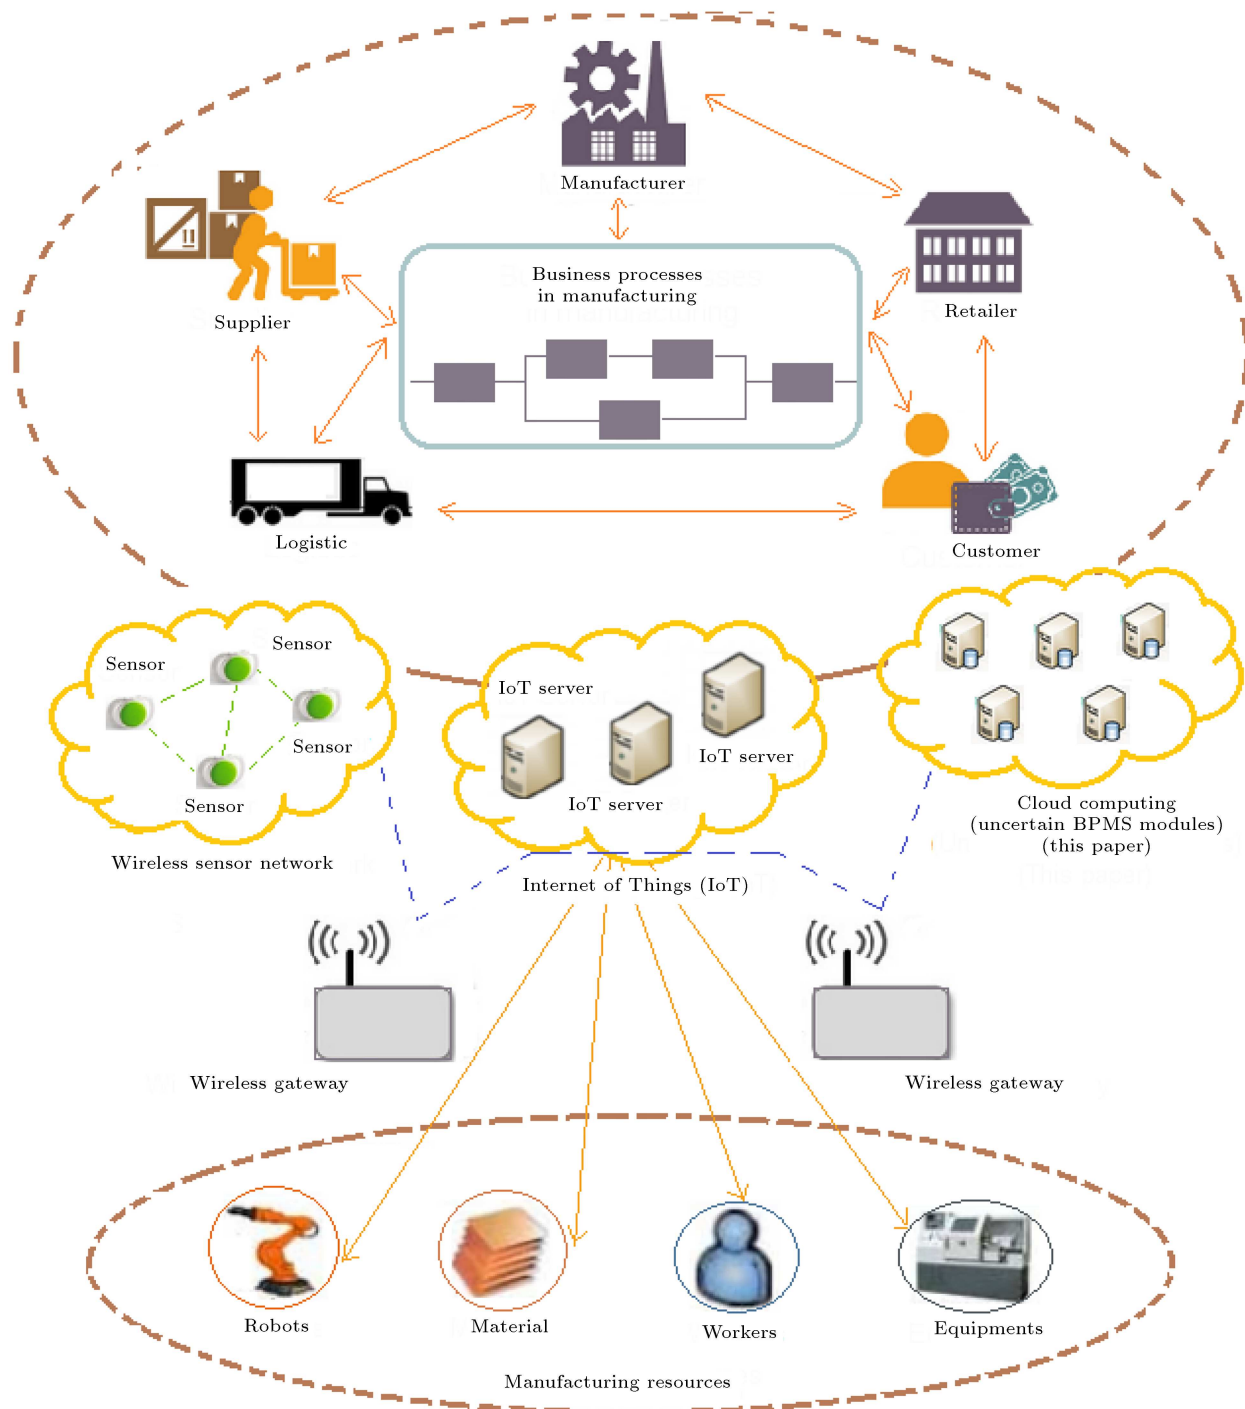 Manufacturer
Business processes
in manufacturing
Supplier
Retailer
Logistic
Customer
Sensor
Sensor
Sensor
Sensor
IoT server
IoT server
IoT server
Cloud computing
(uncertain BPMS modules)
(this paper)
Wireless sensor network
Internet of Things (IoT)
Wireless gateway
Wireless gateway
Robots
Material
Workers
Equipments
Manufacturing resources